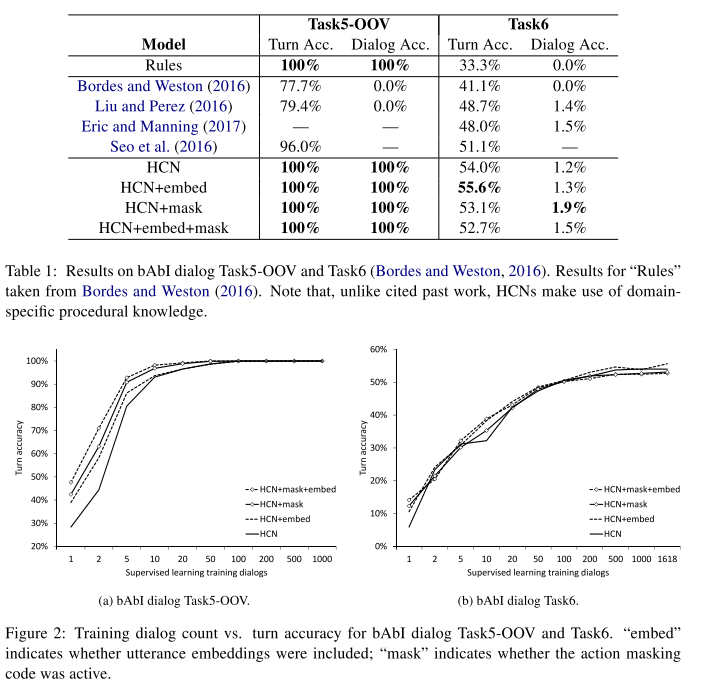 Task5-OOV Task6
Model Turn Acc. Dialog Acc. Turn Acc. Dialog Acc.
Rules 100% 100% 33.3% 0.0%
Bordes and Weston (2016) 77.7% 0.0% 41.1% 0.0%
Liu and Perez (2016) 79.4% 0.0% 48.7% 1.4%
Eric and Manning (2017) — — 48.0% 1.5%
Seo et al. (2016) 96.0% — 51.1% —
HCN 100% 100% 54.0% 1.2%
HCN+embed 100% 100% 55.6% 1.3%
HCN+mask 100% 100% 53.1% 1.9%
HCN+embed+mask 100% 100% 52.7% 1.5%
Table 1: Results on bAbI dialog Task5-OOV and Task6 (Bordes and Weston, 2016). Results for “Rules”
taken from Bordes and Weston (2016). Note that, unlike cited past work, HCNs make use of domain-
specific procedural knowledge.
100%
90%
80%
70%
60%
50%
40%
30%
20%
Turn accuracy
HCN+mask+embed
HCN+mask
HCN+embed
HCN
1 2 5 10 20 50 100 200 500 1000
Supervised learning training dialogs
(a) bAbI dialog Task5-OOV.
60%
50%
40%
30%
20%
10%
0%
Turn accuracy
HCN+mask+embed
HCN+mask
HCN+embed
HCN
1 2 5 10 20 50 100 200 500 1000 1618
Supervised learning training dialogs
(b) bAbI dialog Task6.
Figure 2: Training dialog count vs. turn accuracy for bAbI dialog Task5-OOV and Task6. “embed”
indicates whether utterance embeddings were included; “mask” indicates whether the action masking
code was active.